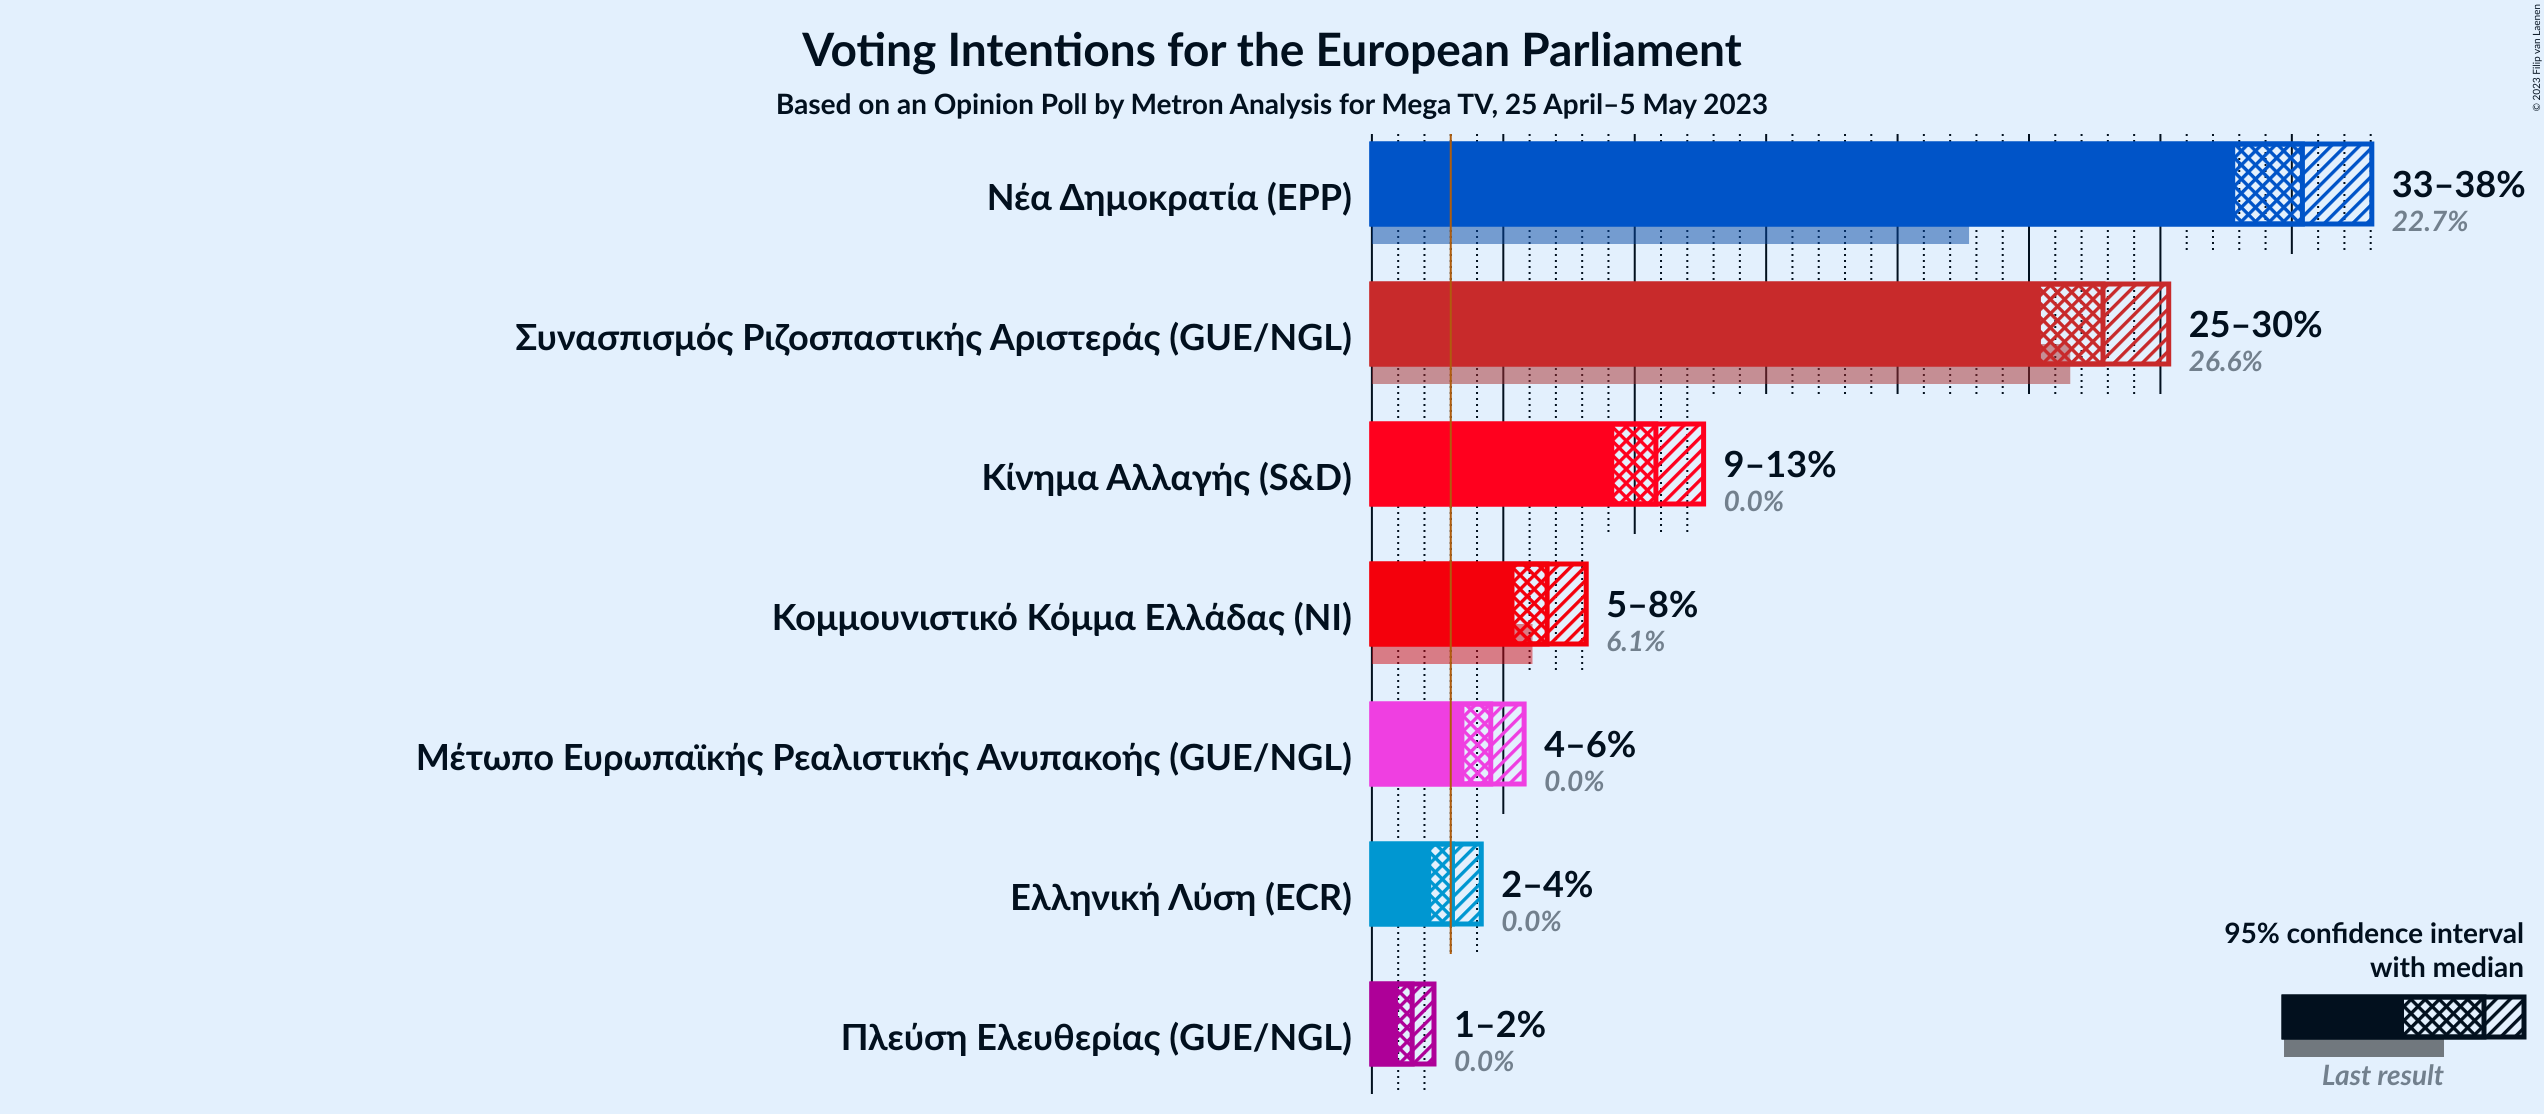 Voting Intentions for the European Parliament
Based on an Opinion Poll by Metron Analysis for Mega TV, 25 April–5 May 2023
© 2023 Filip van Laenen
Νέα Δημοκρατία (EPP)
33–38%
22.7%
Συνασπισμός Ριζοσπαστικής Αριστεράς (GUE/NGL)
25–30%
26.6%
Κίνημα Αλλαγής (S&D)
9–13%
0.0%
Κομμουνιστικό Κόμμα Ελλάδας (NI)
5–8%
6.1%
Μέτωπο Ευρωπαϊκής Ρεαλιστικής Ανυπακοής (GUE/NGL)
4–6%
0.0%
Ελληνική Λύση (ECR)
2–4%
0.0%
Πλεύση Ελευθερίας (GUE/NGL)
1–2%
0.0%
95% confidence interval
with median
Last result